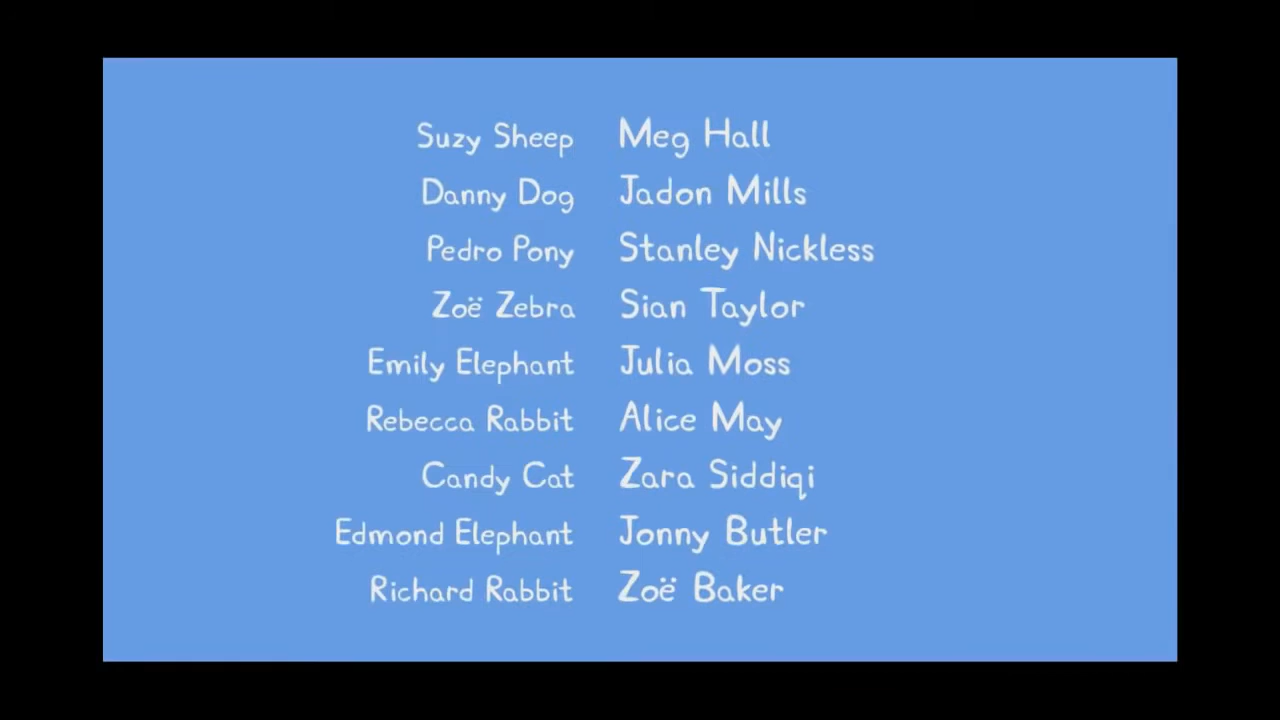 Suzy Sheep Meg Hall
Danny Dog Jadon Mills
Pedro Pony Stanley Nickless
Zoë Zebra Sian Taylor
Emily Elephant Julia Moss
Rebecca Rabbit Alice May
Candy Cat Zara Siddiqi
Edmond Elephant Jonny Butler
Richard Rabbit Zoë Baker